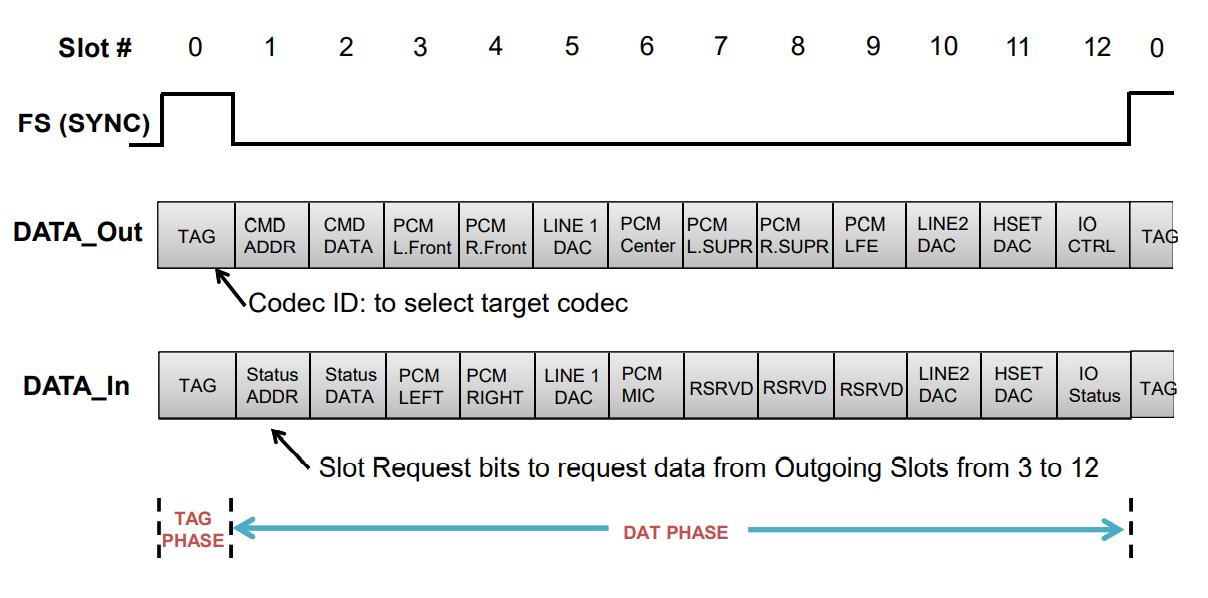 Slot # 0 1 2 3 4 5 6 7 8 9 10 11 12 0
FS (SYNC)
DATA_Out
TAG
CMD
ADDR
CMD
DATA
PCM
L.Front
PCM
R.Front
LINE 1
DAC
PCM
Center
PCM
L.SUPR
PCM
R.SUPR
PCM
LFE
LINE2
DAC
HSET
DAC
IO
CTRL
TAG
Codec ID: to select target codec
DATA_In
TAG
Status
ADDR
Status
DATA
PCM
LEFT
PCM
RIGHT
LINE 1
DAC
PCM
MIC
RSRVD
RSRVD
RSRVD
LINE2
DAC
HSET
DAC
IO
Status
TAG
Slot Request bits to request data from Outgoing Slots from 3 to 12
TAG
PHASE
DAT PHASE